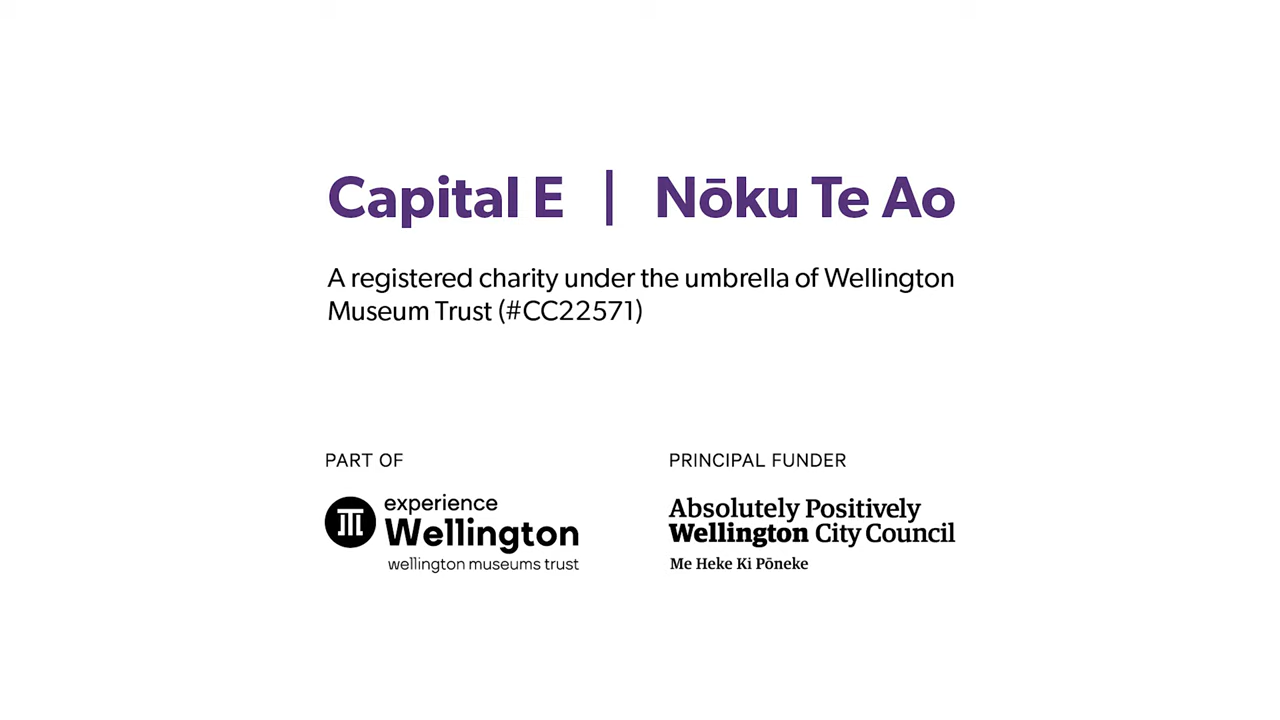 Capital E | Nōku Te Ao
A registered charity under the umbrella of Wellington
Museum Trust (#CC22571)
PART OF
experience
Wellington
wellington museums trust
PRINCIPAL FUNDER
Absolutely Positively
Wellington City Council
Me Heke Ki Pōneke